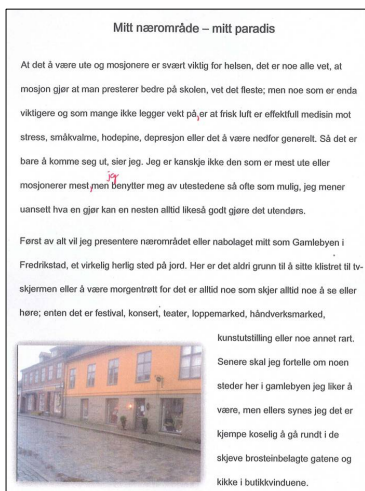 Mitt nærområde – mitt paradis
At det å være ute og mosjonere er svært viktig for helsen, det er noe alle vet, at
mosjon gjør at man presterer bedre på skolen, vet det fleste; men noe som er enda
viktigere og som mange ikke legger vekt på, er at frisk luft er effektfull medisin mot
stress, småkvalme, hodepine, depresjon eller det å være nedfor generelt. Så det er
bare å komme seg ut, sier jeg. Jeg er kanskje ikke den som er mest ute eller
jeg
mosjonerer mest, men benytter meg av utestedene så ofte som mulig, jeg mener
uansett hva en gjør kan en nesten alltid likeså godt gjøre det utendørs.
Først av alt vil jeg presentere nærområdet eller nabolaget mitt som Gamlebyen i
Fredrikstad, et virkelig herlig sted på jord. Her er det aldri grunn til å sitte klistret til tv-
skjermen eller å være morgentrøtt for det er alltid noe som skjer alltid noe å se eller
høre; enten det er festival, konsert, teater, loppemarked, håndverksmarked,
kunstutstilling eller noe annet rart.
Senere skal jeg fortelle om noen
steder her i gamlebyen jeg liker å
være, men ellers synes jeg det er
kjempe koselig å gå rundt i de
skjeve brosteinbelagte gatene og
kikke i butikkvinduene.